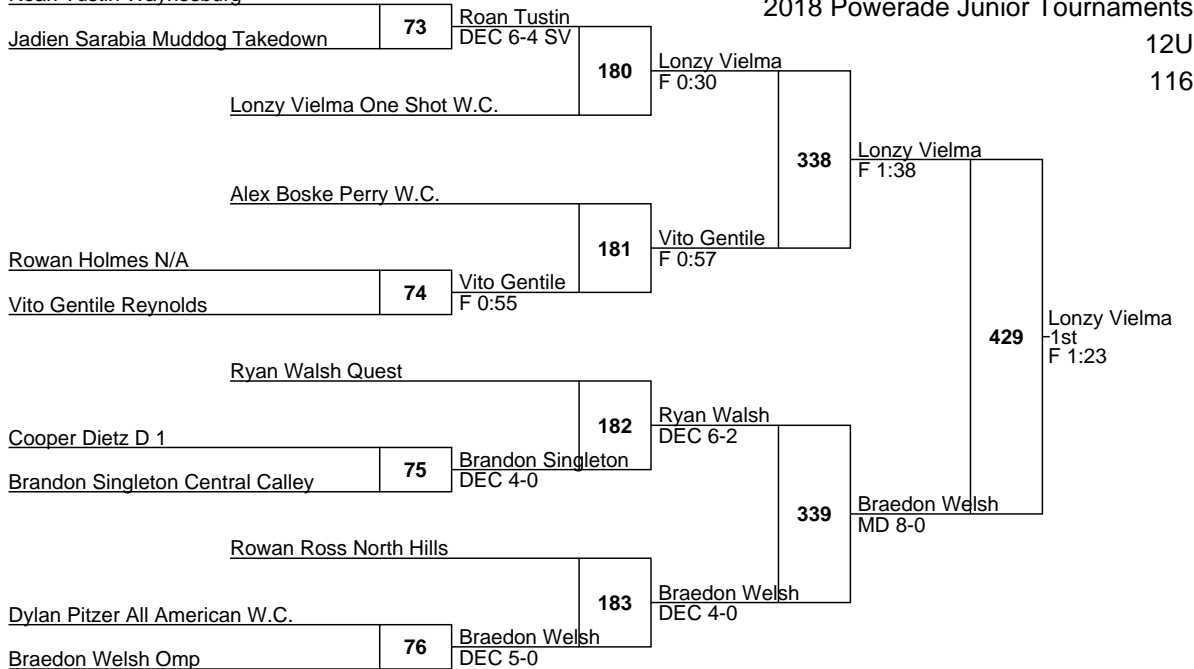 2018 Powerade Junior Tournaments
12U
116
Roan Tustin Waynesburg
Jadien Sarabia Muddog Takedown
73
Roan Tustin
DEC 6-4 SV
Lonzy Vielma One Shot W.C.
180
Lonzy Vielma
F 0:30
Alex Boske Perry W.C.
Rowan Holmes N/A
Vito Gentile Reynolds
74
Vito Gentile
F 0:55
181
Vito Gentile
F 0:57
338
Lonzy Vielma
F 1:38
Ryan Walsh Quest
Cooper Dietz D 1
Brandon Singleton Central Calley
75
Brandon Singleton
DEC 4-0
182
Ryan Walsh
DEC 6-2
Rowan Ross North Hills
Dylan Pitzer All American W.C.
Braedon Welsh Omp
76
Braedon Welsh
DEC 5-0
183
Braedon Welsh
DEC 4-0
339
Braedon Welsh
MD 8-0
429
Lonzy Vielma
1st
F 1:23